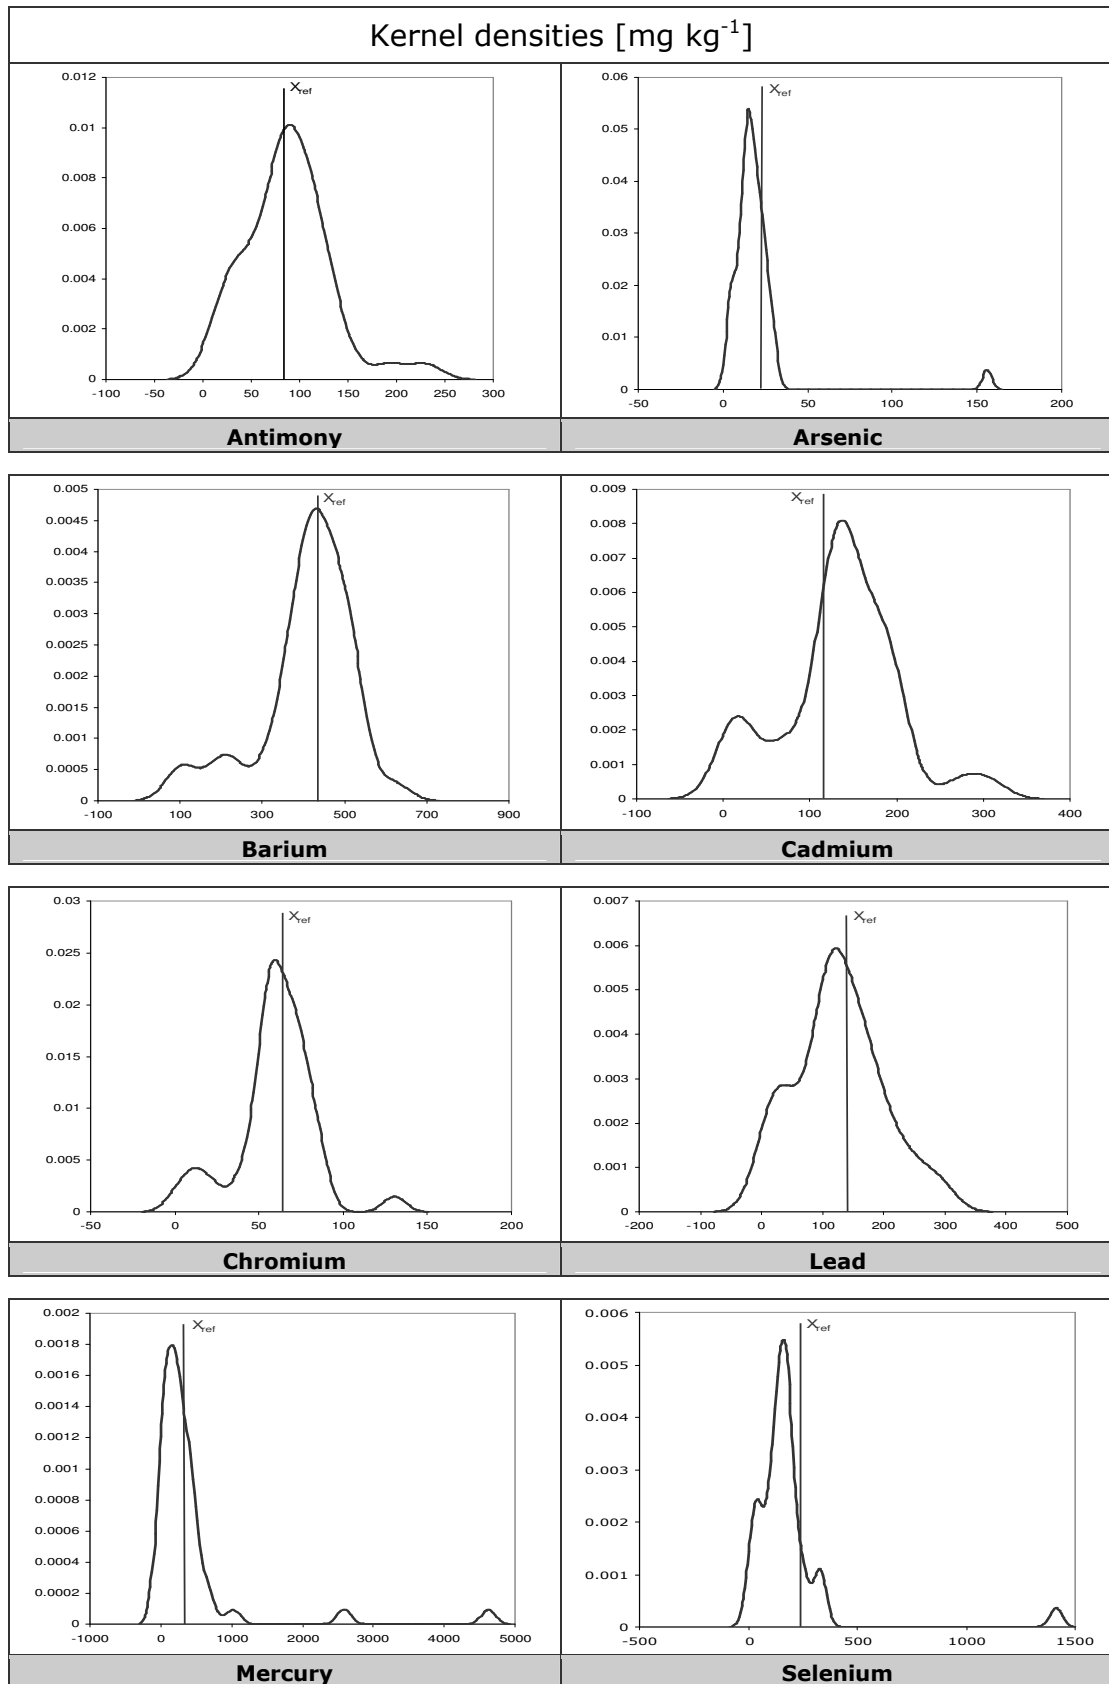 Kernel densities [mg kg-1]
0.012
0.01
0.008
0.006
0.004
0.002
0
-100 -50 0 50 100 150 200 250 300
Xref
Antimony
0.06
0.05
0.04
0.03
0.02
0.01
0
-50 0 50 100 150 200
Xref
Arsenic
0.005
0.0045
0.004
0.0035
0.003
0.0025
0.002
0.0015
0.001
0.0005
0
-100 100 300 500 700 900
Xref
Barium
0.009
0.008
0.007
0.006
0.005
0.004
0.003
0.002
0.001
0
-100 0 100 200 300 400
Xref
Cadmium
0.03
0.025
0.02
0.015
0.01
0.005
0
-50 0 50 100 150 200
Xref
Chromium
0.007
0.006
0.005
0.004
0.003
0.002
0.001
0
-200 -100 0 100 200 300 400 500
Xref
Lead
0.002
0.0018
0.0016
0.0014
0.0012
0.001
0.0008
0.0006
0.0004
0.0002
0
-1000 0 1000 2000 3000 4000 5000
Xref
Mercury
0.006
0.005
0.004
0.003
0.002
0.001
0
-500 0 500 1000 1500
Xref
Selenium